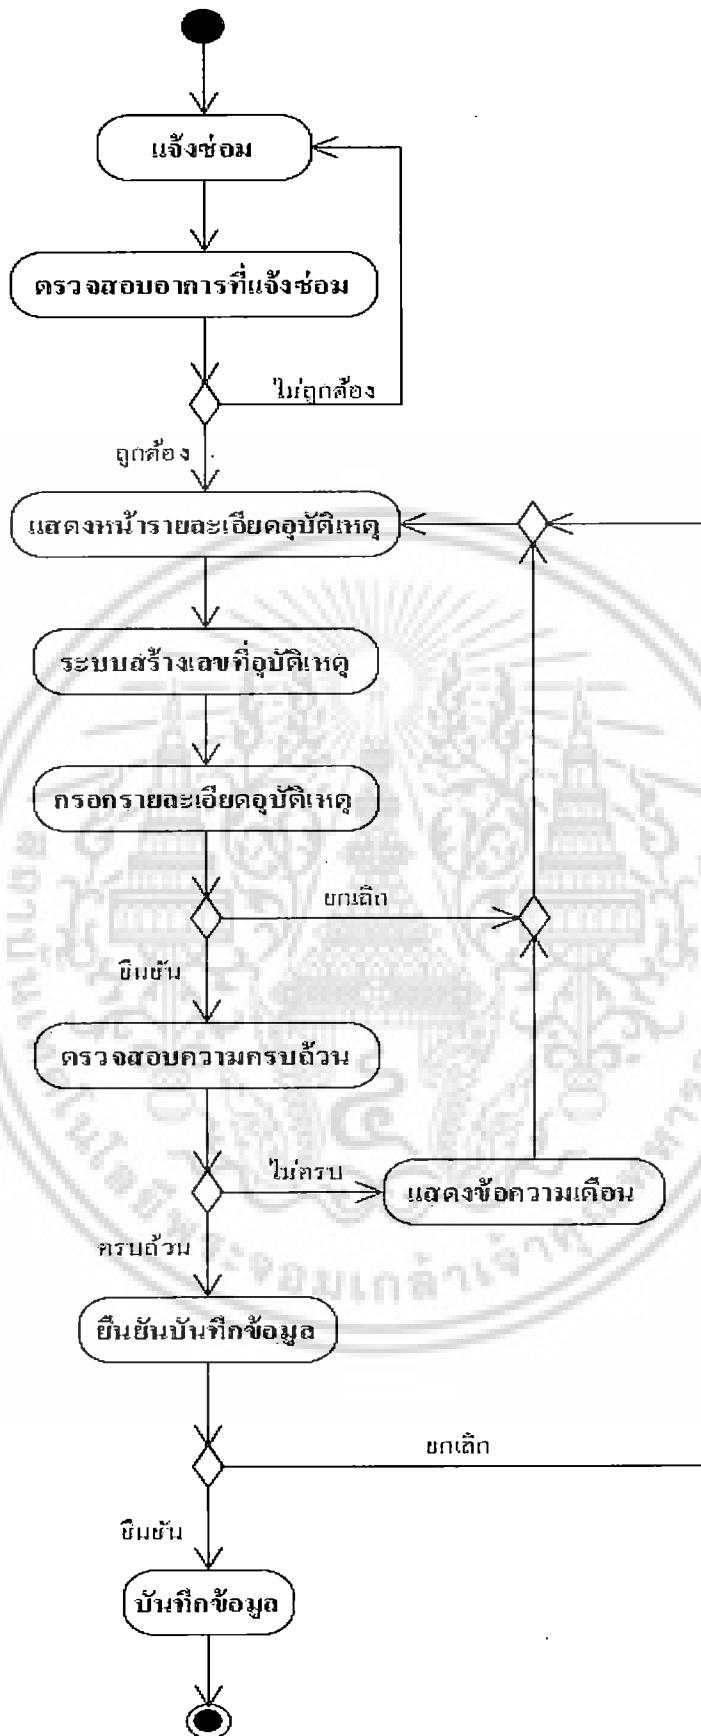 แจ้งซ่อม
ตรวจสอบอาการที่แจ้งซ่อม
ไม่ถูกต้อง
ถูกต้อง
แสดงหน้ารายละเอียดอุบัติเหตุ
ระบบสร้างเลขที่อุบัติเหตุ
กรอกรายละเอียดอุบัติเหตุ
ยกเลิก
ยืนยัน
ตรวจสอบความครบถ้วน
ไม่ครบ
แสดงข้อความเตือน
ครบถ้วน
ยืนยันบันทึกข้อมูล
ยกเลิก
ยืนยัน
บันทึกข้อมูล